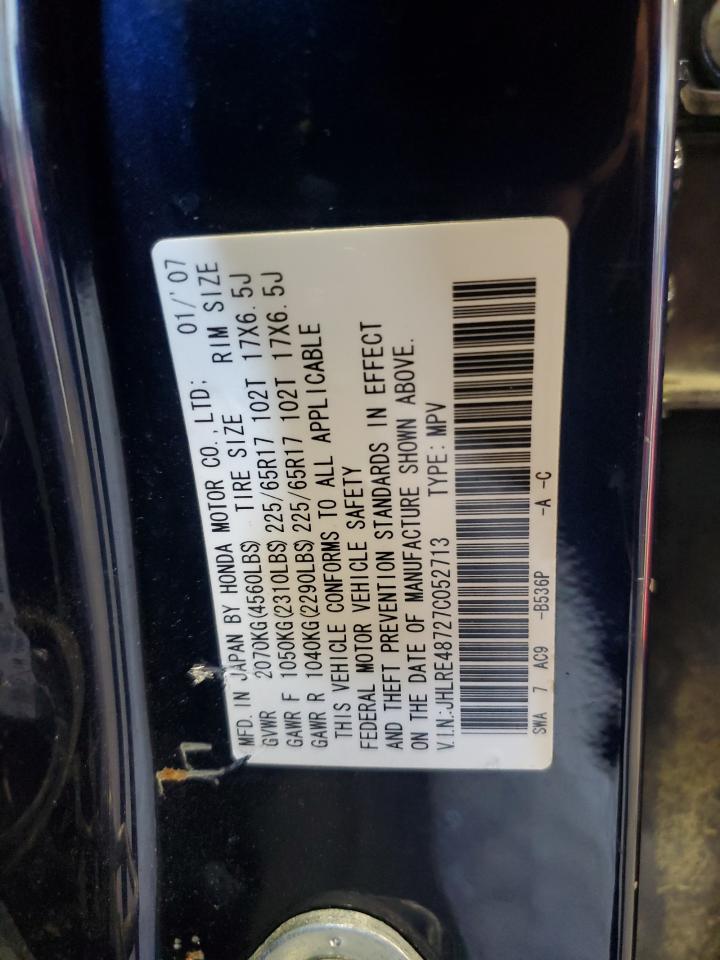 MFD. IN JAPAN BY HONDA MOTOR CO.,LTD: 01/'07
GVWR 2070KG(4560LBS) TIRE SIZE RIM SIZE
GAWR F 1050KG(2310LBS) 225/65R17 102T 17X6.5J
GAWR R 1040KG(2290LBS) 225/65R17 102T 17X6.5J
THIS VEHICLE CONFORMS TO ALL APPLICABLE
FEDERAL MOTOR VEHICLE SAFETY
AND THEFT PREVENTION STANDARDS IN EFFECT
ON THE DATE OF MANUFACTURE SHOWN ABOVE.
V.I.N.:JHLRE48727C052713 TYPE: MPV
SWA 7 AC9 -B536P -A -C